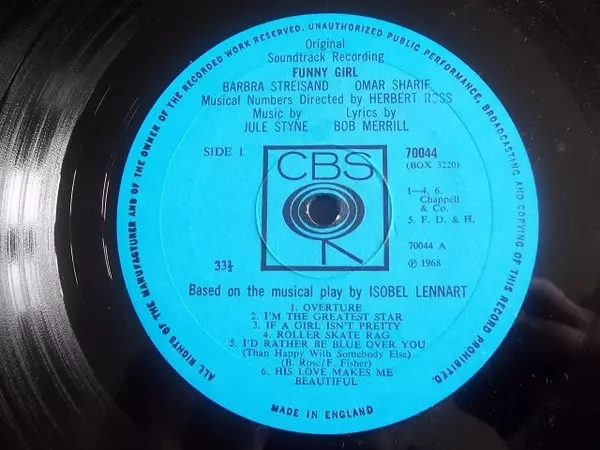 ALL RIGHTS OF THE MANUFACTURER AND OF THE OWNER OF THE RECORDED WORK RESERVED. UNAUTHORIZED PUBLIC PERFORMANCE, BROADCASTING AND COPYING OF THIS RECORD PROHIBITED.
Original
Soundtrack Recording
FUNNY GIRL
BARBRA STREISAND OMAR SHARIF
Musical Numbers Directed by HERBERT ROSS
Music by Lyrics by
JULE STYNE BOB MERRILL
SIDE 1
CBS
70044
(BOX 3220)
1—4, 6.
Chappell
& Co.
5. F. D. & H.
70044 A
℗ 1968
33⅓
Based on the musical play by ISOBEL LENNART
1. OVERTURE
2. I'M THE GREATEST STAR
3. IF A GIRL ISN'T PRETTY
4. ROLLER SKATE RAG
5. I'D RATHER BE BLUE OVER YOU
(Than Happy With Somebody Else)
(B. Rose/F. Fisher)
6. HIS LOVE MAKES ME
BEAUTIFUL
MADE IN ENGLAND